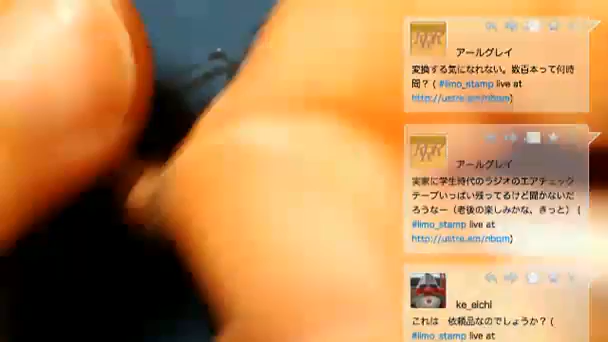 アールグレイ
変換する気になれない。数百本って何時
間？ ( #iimo_stamp live at
http://ustre.am/nbqm)
アールグレイ
実家に学生時代のラジオのエアチェック
テープいっぱい残ってるけど聞かないだ
ろうなー（老後の楽しみかな、きっと） (
#iimo_stamp live at
http://ustre.am/nbqm)
ke_eichi
これは　依頼品なのでしょうか？ (
#iimo_stamp live at